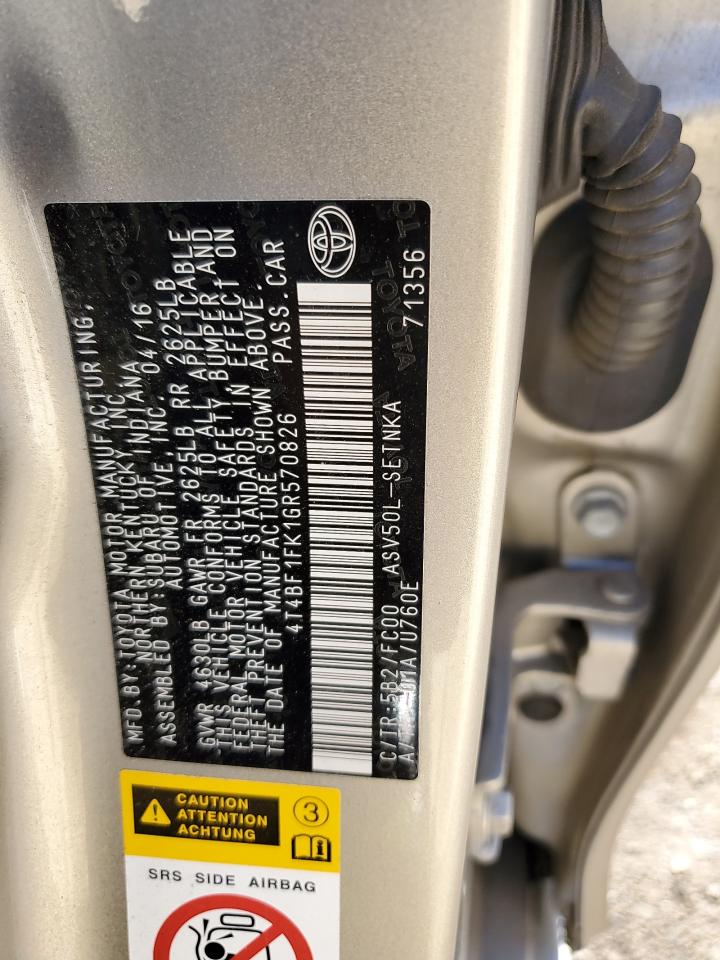 MFD.BY:TOYOTA MOTOR MANUFACTURING,
NORTHERN KENTUCKY INC
ASSEMBLED BY:SUBARU OF INDIANA
AUTOMOTIVE INC. 04/16
GVWR 4630LB GAWR FR 2625LB RR 2625LB
THIS VEHICLE CONFORMS TO ALL APPLICABLE
FEDERAL MOTOR VEHICLE SAFETY BUMPER, AND
THEFT PREVENTION STANDARDS IN EFFECT ON
THE DATE OF MANUFACTURE SHOWN ABOVE.
4T4BF1FK1GR570826 PASS.CAR
C/TR:5B2/FC00 ASV50L-SETNKA 71356
/U760E
TOYOTA
CAUTION
ATTENTION
ACHTUNG
3
SRS SIDE AIRBAG